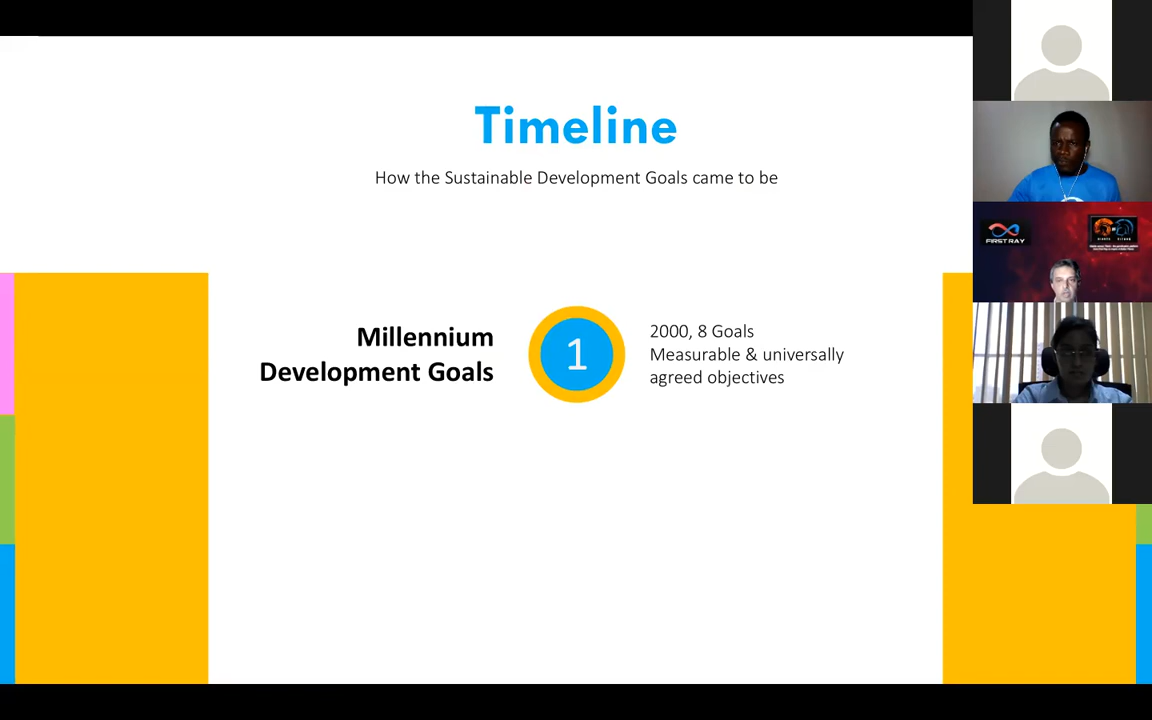 Timeline
How the Sustainable Development Goals came to be
Millennium
Development Goals
1
2000, 8 Goals
Measurable & universally
agreed objectives
FIRST RAY